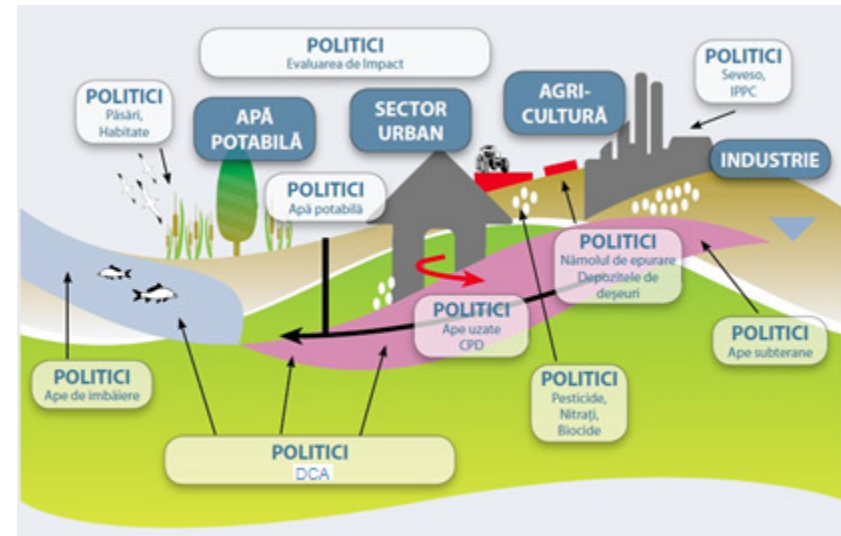 POLITICI
Evaluarea de Impact
POLITICI
Păsări,
Habitate
APĂ
POTABILĂ
SECTOR
URBAN
AGRI-
CULTURĂ
POLITICI
Seveso,
IPPC
INDUSTRIE
POLITICI
Apă potabilă
POLITICI
Nămolul de epurare
Depozitele de
deșeuri
POLITICI
Ape uzate
CPD
POLITICI
Ape subterane
POLITICI
Ape de imbăiere
POLITICI
Pesticide,
Nitrați,
Biocide
POLITICI
DCA